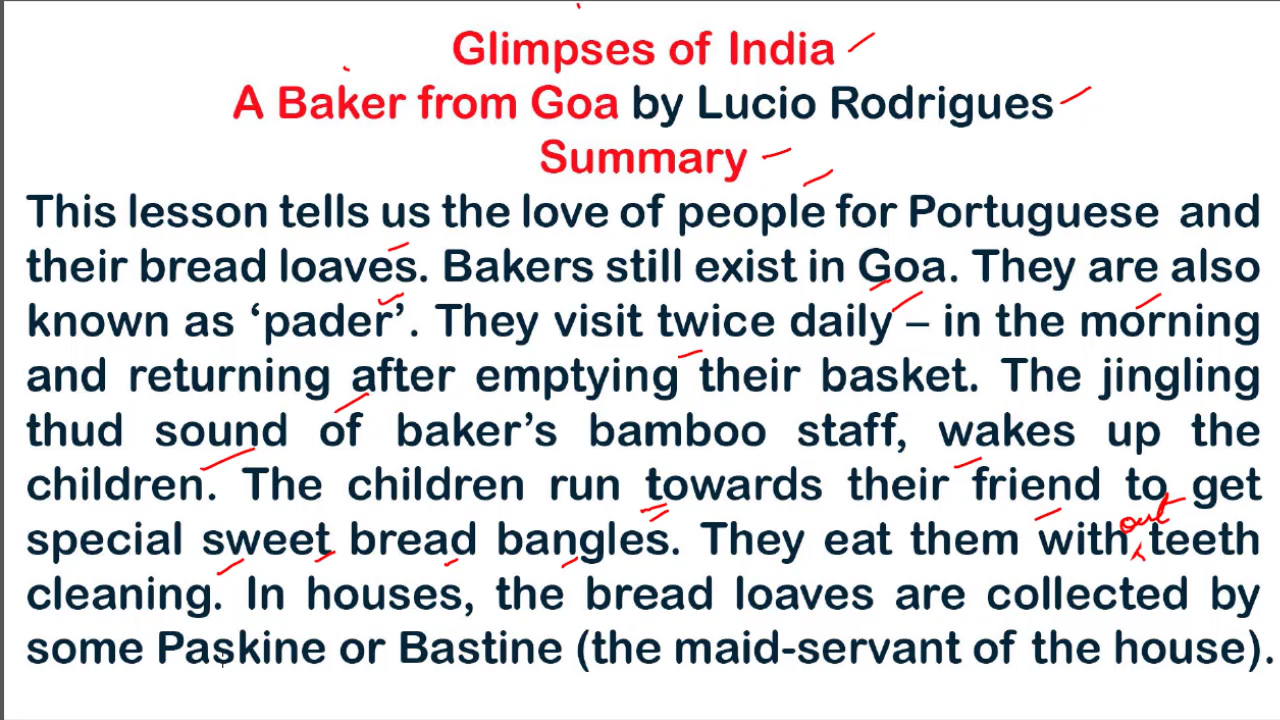 Glimpses of India
A Baker from Goa by Lucio Rodrigues
Summary
This lesson tells us the love of people for Portuguese and
their bread loaves. Bakers still exist in Goa. They are also
known as ‘pader’. They visit twice daily – in the morning
and returning after emptying their basket. The jingling
thud sound of baker’s bamboo staff, wakes up the
children. The children run towards their friend to get
special sweet bread bangles. They eat them without teeth
cleaning. In houses, the bread loaves are collected by
some Paskine or Bastine (the maid-servant of the house).